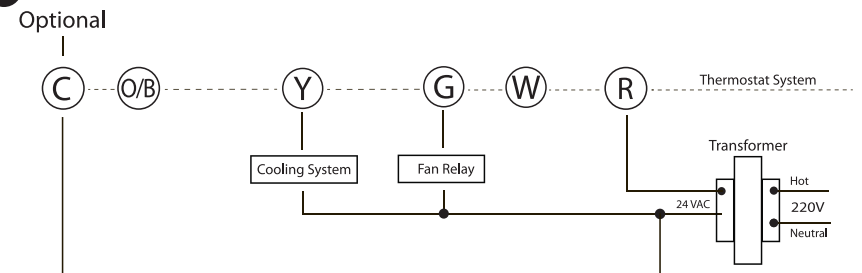 Optional
C O/B Y G W R Thermostat System
Transformer
Cooling System Fan Relay
Hot
24 VAC 220V
Neutral